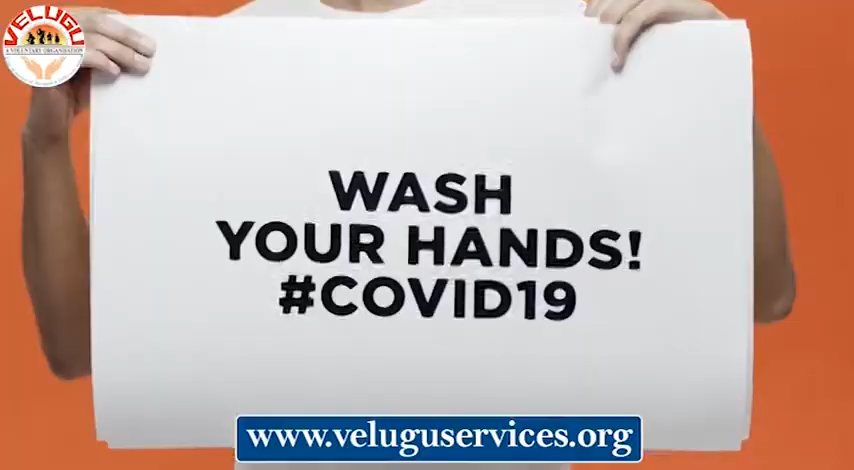 VELUGU
A VOLUNTARY ORGANISATION
WASH
YOUR HANDS!
#COVID19
www.veluguservices.org